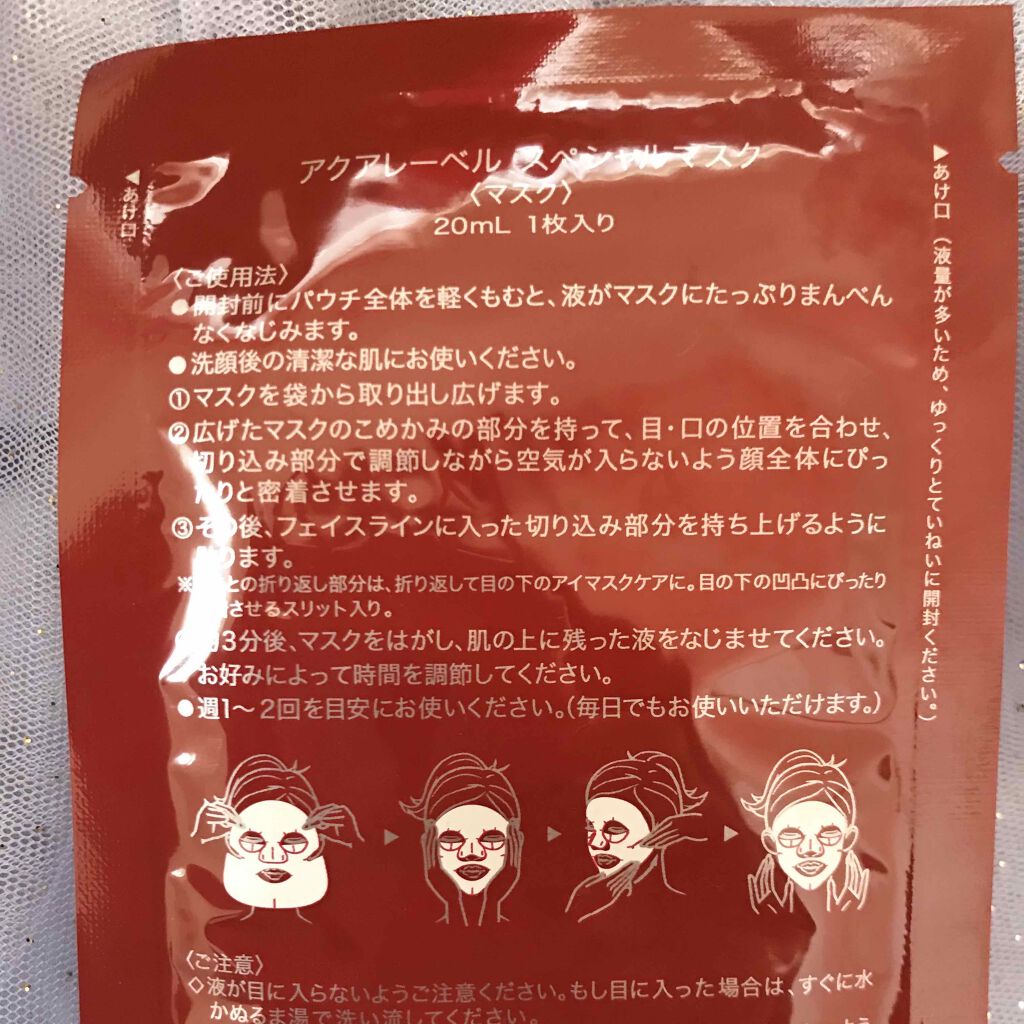 アクアレーベル スペシャルマスク
〈マスク〉
20mL 1枚入り
◀あけ口
▶あけ口（液量が多いため、ゆっくりとていねいに開封ください。）
〈ご使用法〉
●開封前にパウチ全体を軽くもむと、液がマスクにたっぷりまんべん
なくなじみます。
●洗顔後の清潔な肌にお使いください。
①マスクを袋から取り出し広げます。
②広げたマスクのこめかみの部分を持って、目・口の位置を合わせ、
切り込み部分で調節しながら空気が入らないよう顔全体にぴっ
たりと密着させます。
③その後、フェイスラインに入った切り込み部分を持ち上げるように
ります。
※との折り返し部分は、折り返して目の下のアイマスクケアに。目の下の凹凸にぴったり
させるスリット入り。
3分後、マスクをはがし、肌の上に残った液をなじませてください。
お好みによって時間を調節してください。
●週1〜2回を目安にお使いください。（毎日でもお使いいただけます。）
〈ご注意〉
◇液が目に入らないようご注意ください。もし目に入った場合は、すぐに水
かぬるま湯で洗い流してください。